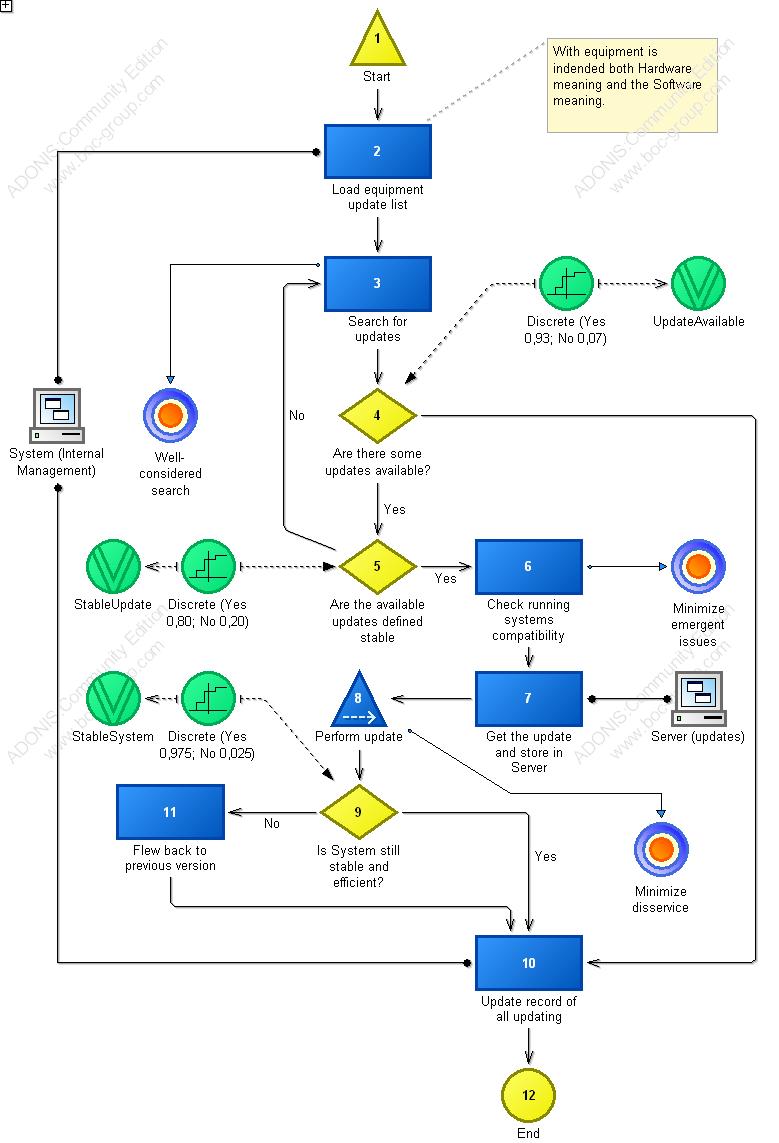 1
Start
With equipment is
indended both Hardware
meaning and the Software
meaning.
ADONIS:Community Edition
www.boc-group.com
ADONIS:Community Edition
www.boc-group.com
2
Load equipment
update list
3
Search for
updates
Discrete (Yes
0,93; No 0,07)
UpdateAvailable
No
4
Are there some
updates available?
System (Internal
Management)
Well-
considered
search
Yes
5
Are the available
updates defined
stable
StableUpdate
Discrete (Yes
0,80; No 0,20)
Yes
6
Check running
systems
compatibility
Minimize
emergent
issues
ADONIS:Community Edition
www.boc-group.com
ADONIS:Community Edition
www.boc-group.com
StableSystem
Discrete (Yes
0,975; No 0,025)
8
Perform update
7
Get the update
and store in
Server
Server (updates)
11
Flew back to
previous version
No
9
Is System still
stable and
efficient?
Yes
Minimize
disservice
10
Update record of
all updating
12
End